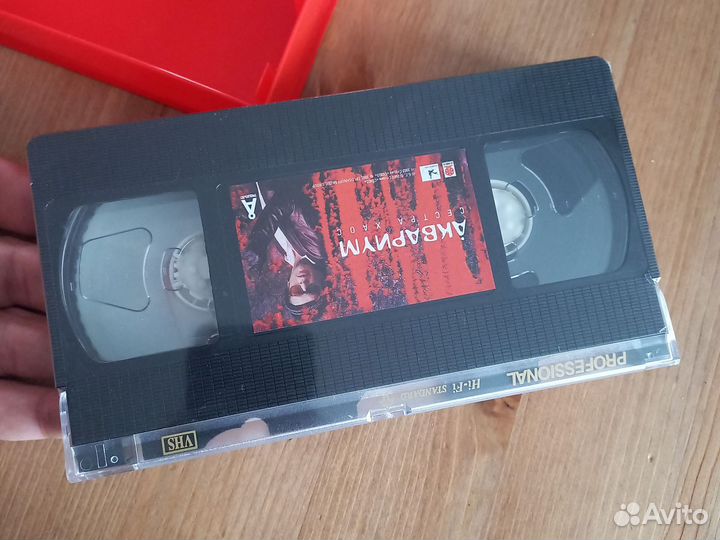 АКВАРИУМ
СЕСТРА ХАОС
PROFESSIONAL
Hi-Fi STANDARD
VHS
Avito